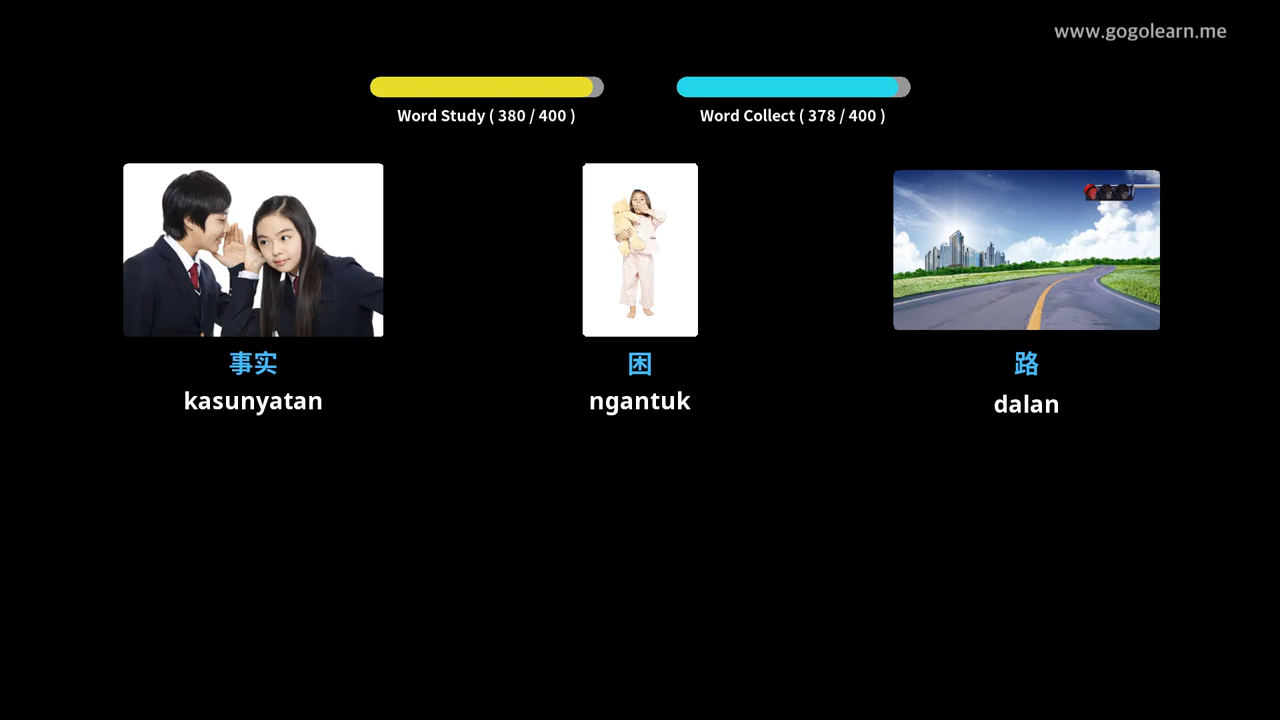 www.gogolearn.me
Word Study ( 380 / 400 )
Word Collect ( 378 / 400 )
事实
困
路
kasunyatan
ngantuk
dalan